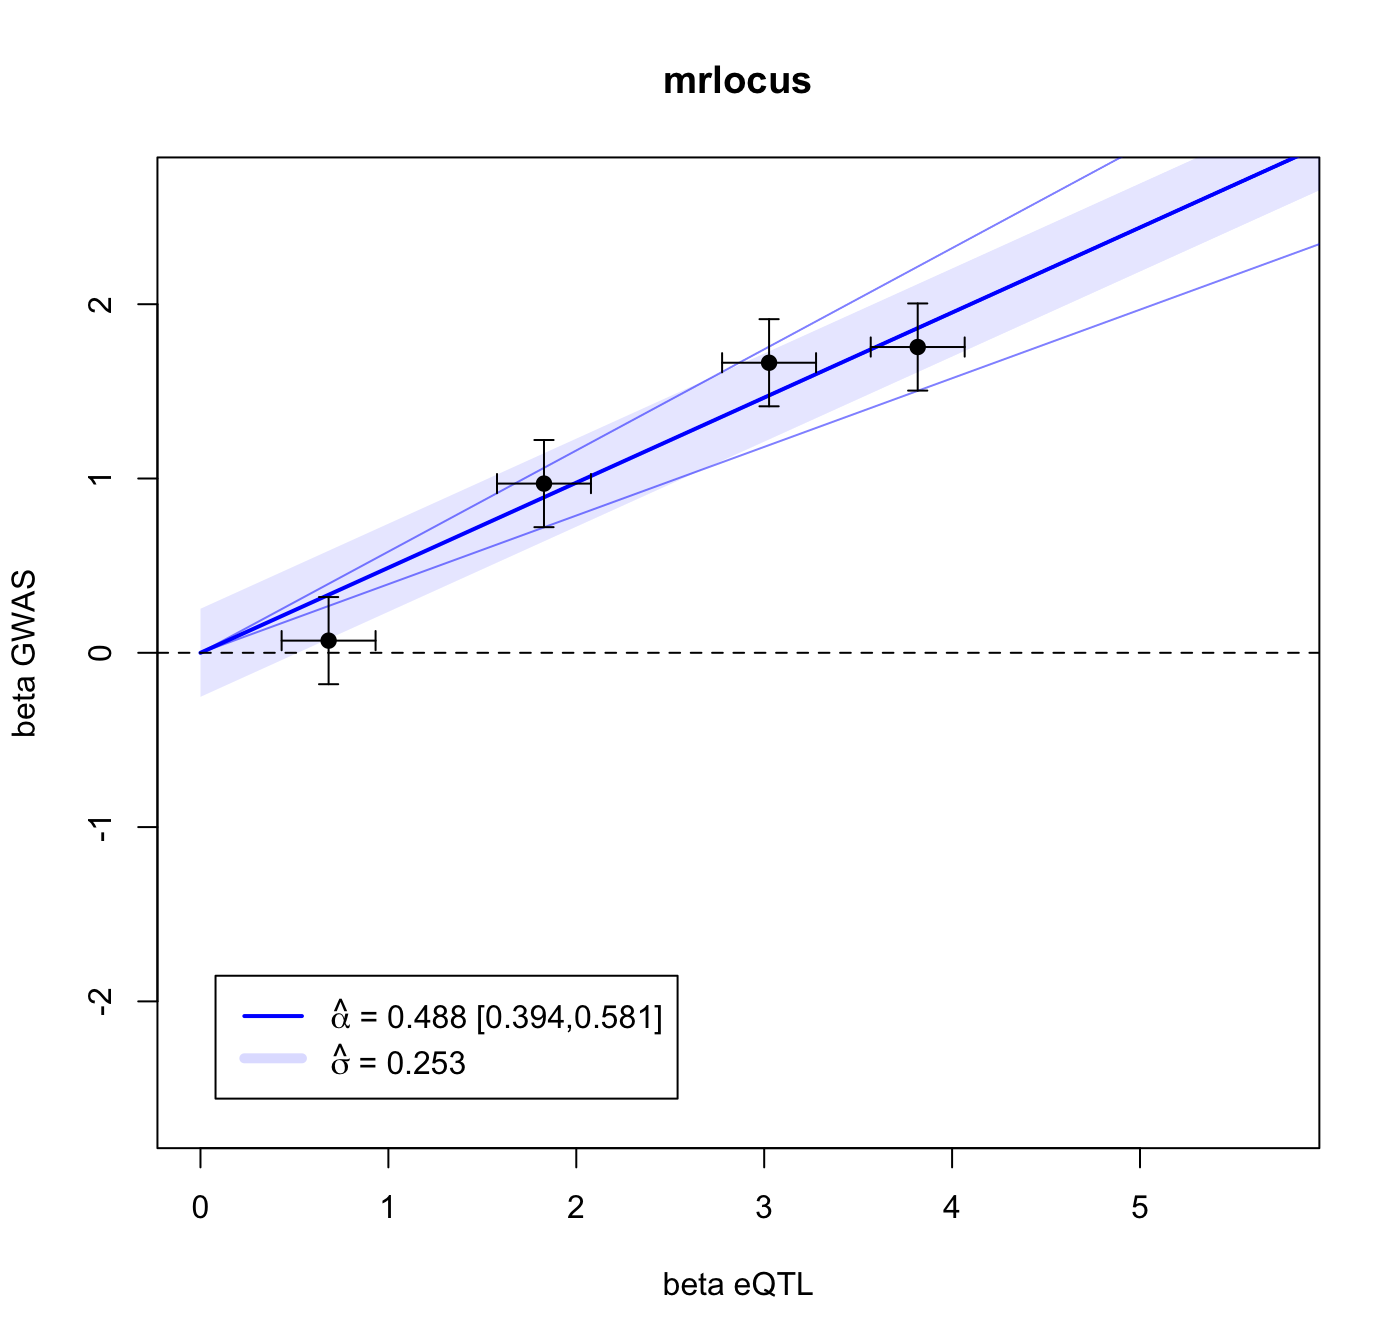 mrlocus
beta GWAS
2
1
0
-1
-2
α̂ = 0.488 [0.394,0.581]
σ̂ = 0.253
0 1 2 3 4 5
beta eQTL